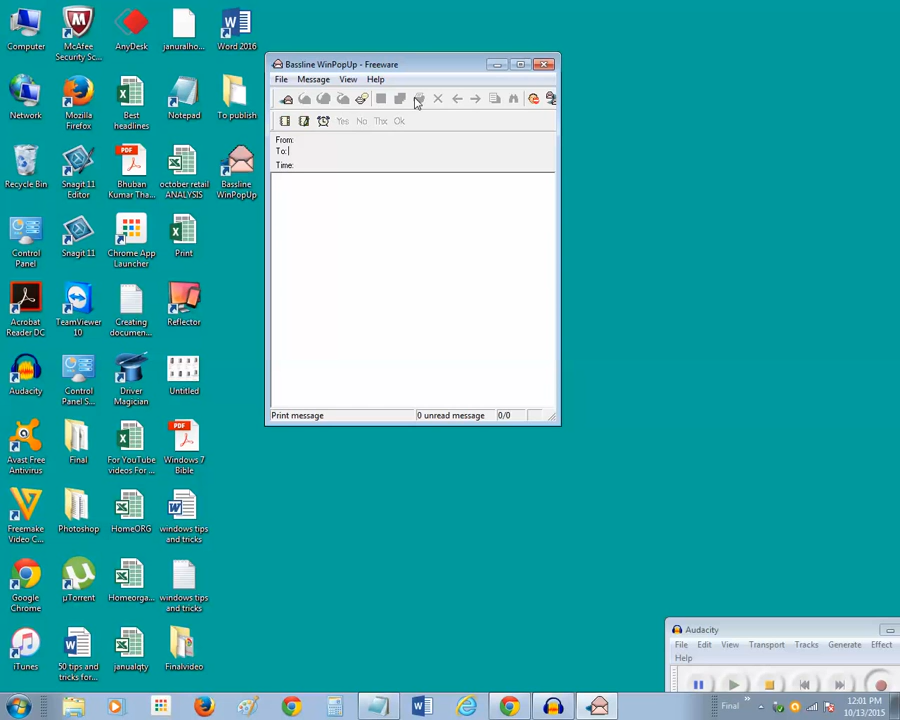 Computer
McAfee
Security Sc...
AnyDesk
januralho...
Word 2016
Network
Mozilla
Firefox
Best
headlines
Notepad
To publish
Recycle Bin
Snagit 11
Editor
PDF
Bhuban
Kumar Tha...
october retail
ANALYSIS
Bassline
WinPopUp
Control
Panel
Snagit 11
Chrome App
Launcher
Print
Acrobat
Reader DC
TeamViewer
10
Creating
documen...
Reflector
Audacity
Control
Panel S...
Driver
Magician
Untitled
Avast Free
Antivirus
Final
For YouTube
videos For ...
PDF
Windows 7
Bible
Freemake
Video C...
Photoshop
HomeORG
windows tips
and tricks
Google
Chrome
µTorrent
Homeorga...
windows tips
and tricks
iTunes
50 tips and
tricks for...
janualqty
Finalvideo
Bassline WinPopUp - Freeware
File Message View Help
Yes No Thx Ok
From:
To:
Time:
Print message 0 unread message 0/0
Audacity
File Edit View Transport Tracks Generate Effect
Help
Final
12:01 PM
10/13/2015